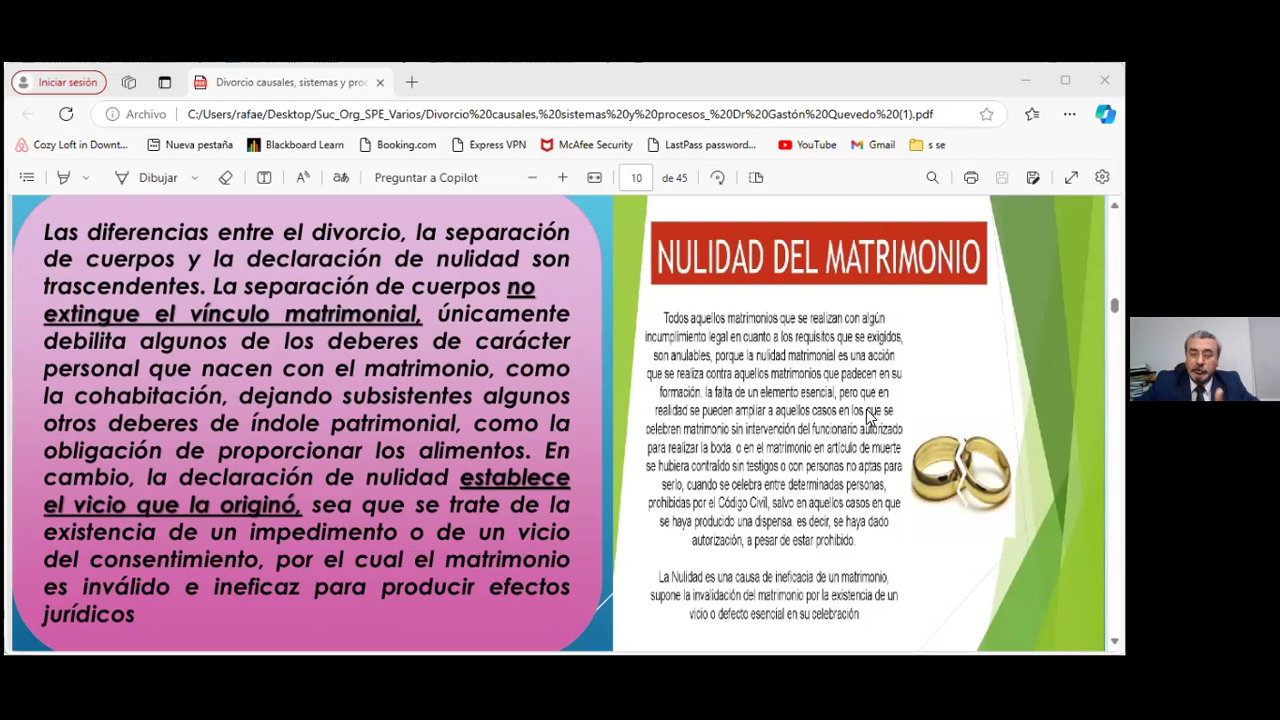 Iniciar sesión
Divorcio causales, sistemas y proc
Archivo
C:/Users/rafae/Desktop/Suc_Org_SPE_Varios/Divorcio%20causales,%20sistemas%20y%20procesos_%20Dr%20Gastón%20Quevedo%20(1).pdf
Cozy Loft in Downt...
Nueva pestaña
Blackboard Learn
Booking.com
Express VPN
McAfee Security
LastPass password...
YouTube
Gmail
s se
Dibujar
Preguntar a Copilot
10
de 45
Las diferencias entre el divorcio, la separación
de cuerpos y la declaración de nulidad son
trascendentes. La separación de cuerpos no
extingue el vínculo matrimonial, únicamente
debilita algunos de los deberes de carácter
personal que nacen con el matrimonio, como
la cohabitación, dejando subsistentes algunos
otros deberes de índole patrimonial, como la
obligación de proporcionar los alimentos. En
cambio, la declaración de nulidad establece
el vicio que la originó, sea que se trate de la
existencia de un impedimento o de un vicio
del consentimiento, por el cual el matrimonio
es inválido e ineficaz para producir efectos
jurídicos
NULIDAD DEL MATRIMONIO
Todos aquellos matrimonios que se realizan con algún
incumplimiento legal en cuanto a los requisitos que se exigidos,
son anulables, porque la nulidad matrimonial es una acción
que se realiza contra aquellos matrimonios que padecen en su
formación, la falta de un elemento esencial, pero que en
realidad se pueden ampliar a aquellos casos en los que se
celebren matrimonio sin intervención del funcionario autorizado
para realizar la boda, o en el matrimonio en artículo de muerte
se hubiera contraído sin testigos o con personas no aptas para
serlo, cuando se celebra entre determinadas personas,
prohibidas por el Código Civil, salvo en aquellos casos en que
se haya producido una dispensa, es decir, se haya dado
autorización, a pesar de estar prohibido.
La Nulidad es una causa de ineficacia de un matrimonio,
supone la invalidación del matrimonio por la existencia de un
vicio o defecto esencial en su celebración